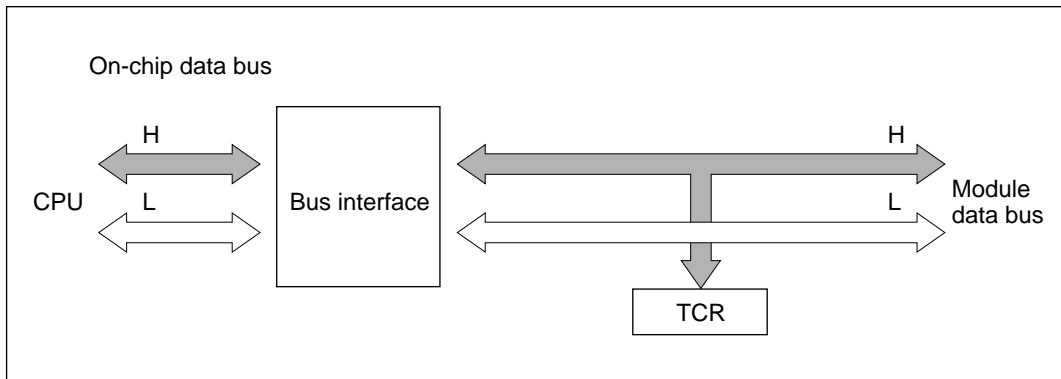 On-chip data bus
H
H
CPU
L
Bus interface
L
Module
data bus
TCR